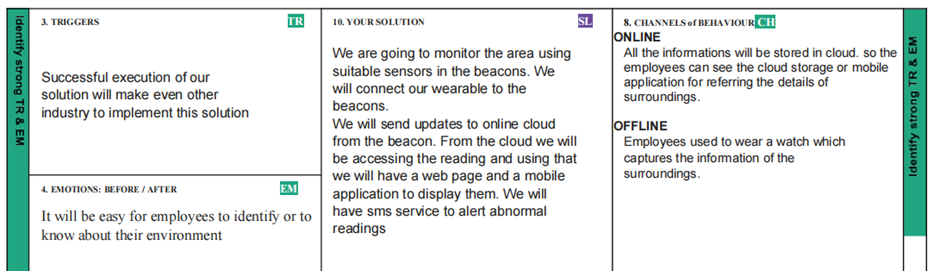 Identify strong TR & EM
3. TRIGGERS
TR
Successful execution of our
solution will make even other
industry to implement this solution
4. EMOTIONS: BEFORE / AFTER
EM
It will be easy for employees to identify or to
know about their environment
10. YOUR SOLUTION
SL
We are going to monitor the area using
suitable sensors in the beacons. We
will connect our wearable to the
beacons.
We will send updates to online cloud
from the beacon. From the cloud we will
be accessing the reading and using that
we will have a web page and a mobile
application to display them. We will
have sms service to alert abnormal
readings
8. CHANNELS of BEHAVIOUR
CH
ONLINE
All the informations will be stored in cloud. so the
employees can see the cloud storage or mobile
application for referring the details of
surroundings.
OFFLINE
Employees used to wear a watch which
captures the information of the
surroundings.
Identify strong TR & EM